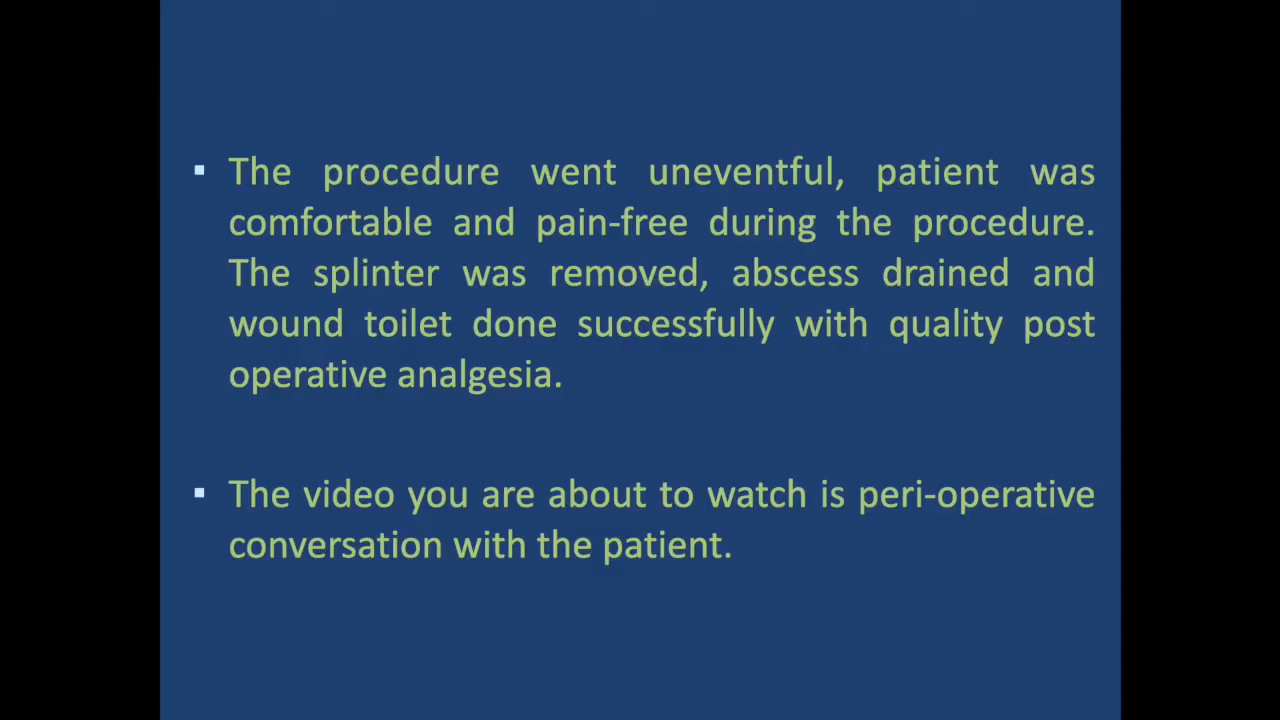 ▪ The procedure went uneventful, patient was
comfortable and pain-free during the procedure.
The splinter was removed, abscess drained and
wound toilet done successfully with quality post
operative analgesia.
▪ The video you are about to watch is peri-operative
conversation with the patient.